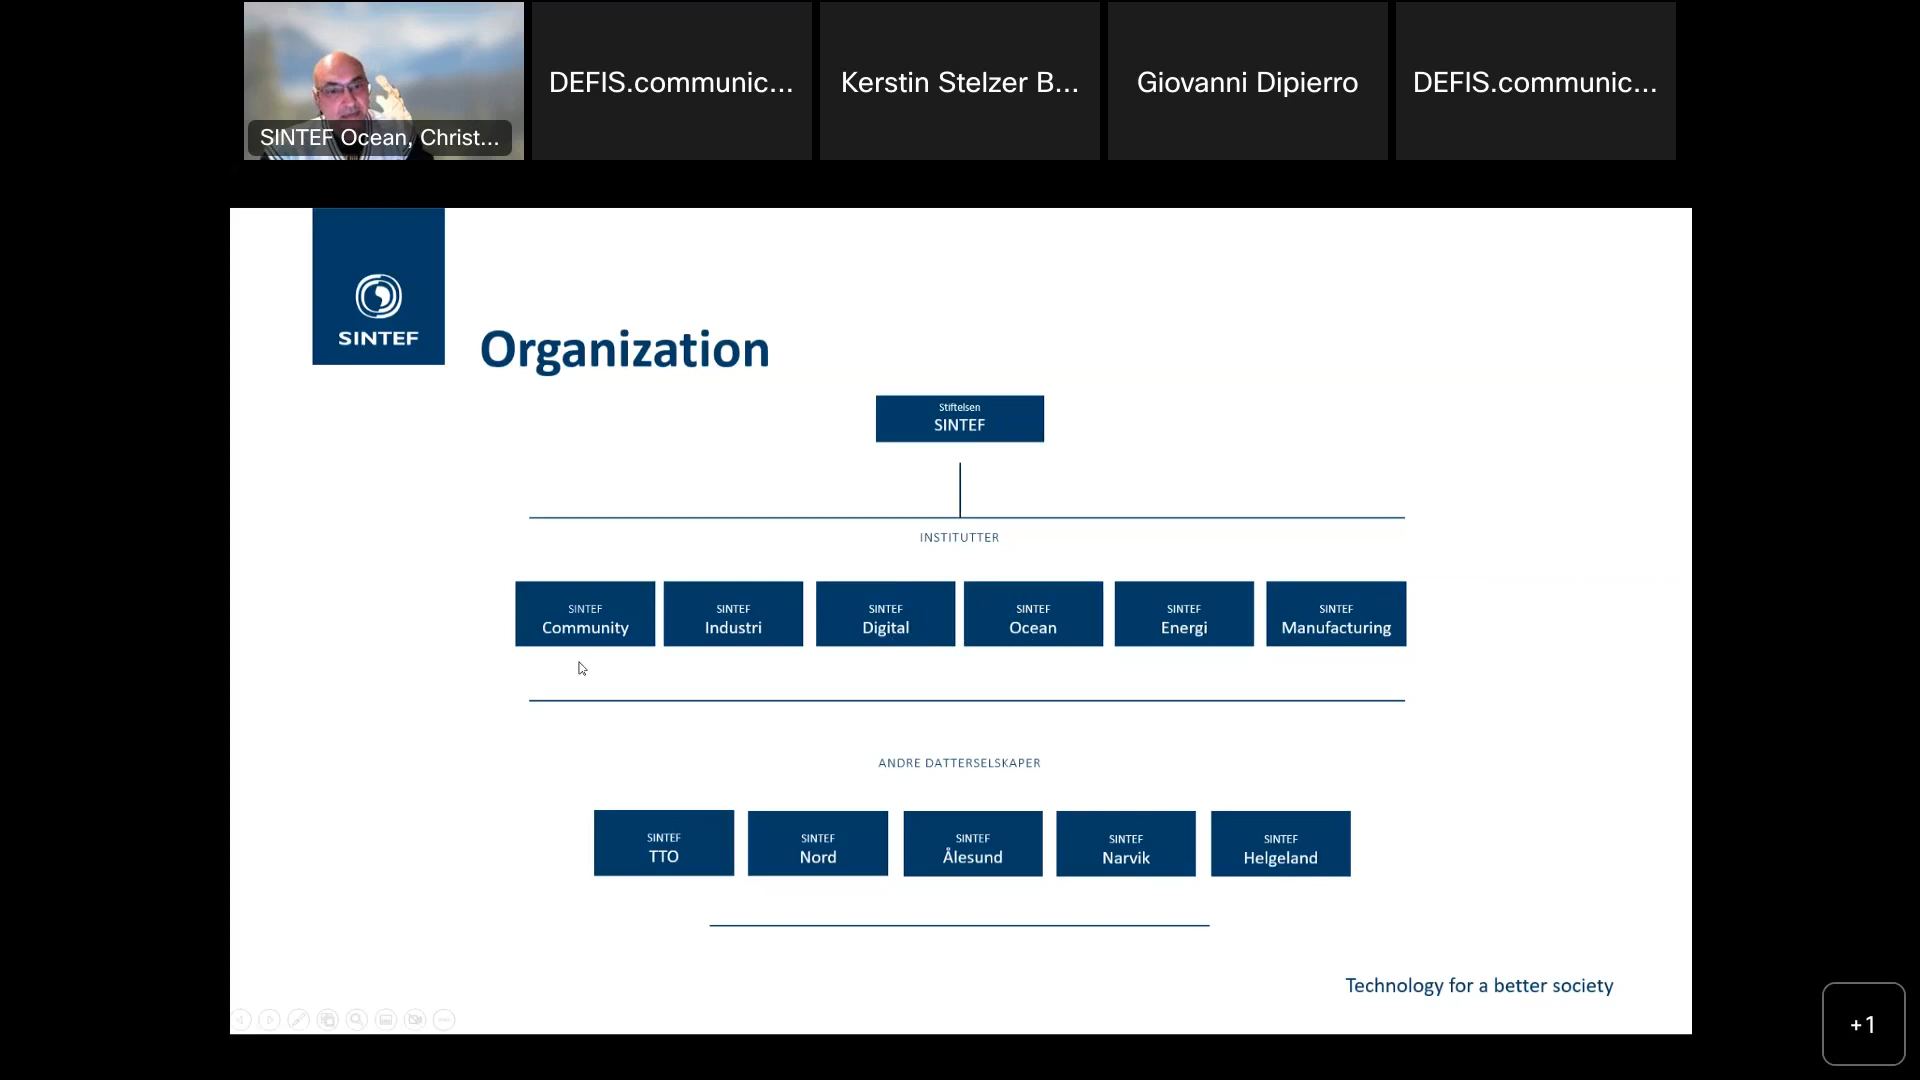 SINTEF Ocean, Christ...
DEFIS.communic...
Kerstin Stelzer B...
Giovanni Dipierro
DEFIS.communic...
SINTEF
Organization
Stiftelsen
SINTEF
INSTITUTTER
SINTEF
Community
SINTEF
Industri
SINTEF
Digital
SINTEF
Ocean
SINTEF
Energi
SINTEF
Manufacturing
ANDRE DATTERSELSKAPER
SINTEF
TTO
SINTEF
Nord
SINTEF
Ålesund
SINTEF
Narvik
SINTEF
Helgeland
Technology for a better society
+1